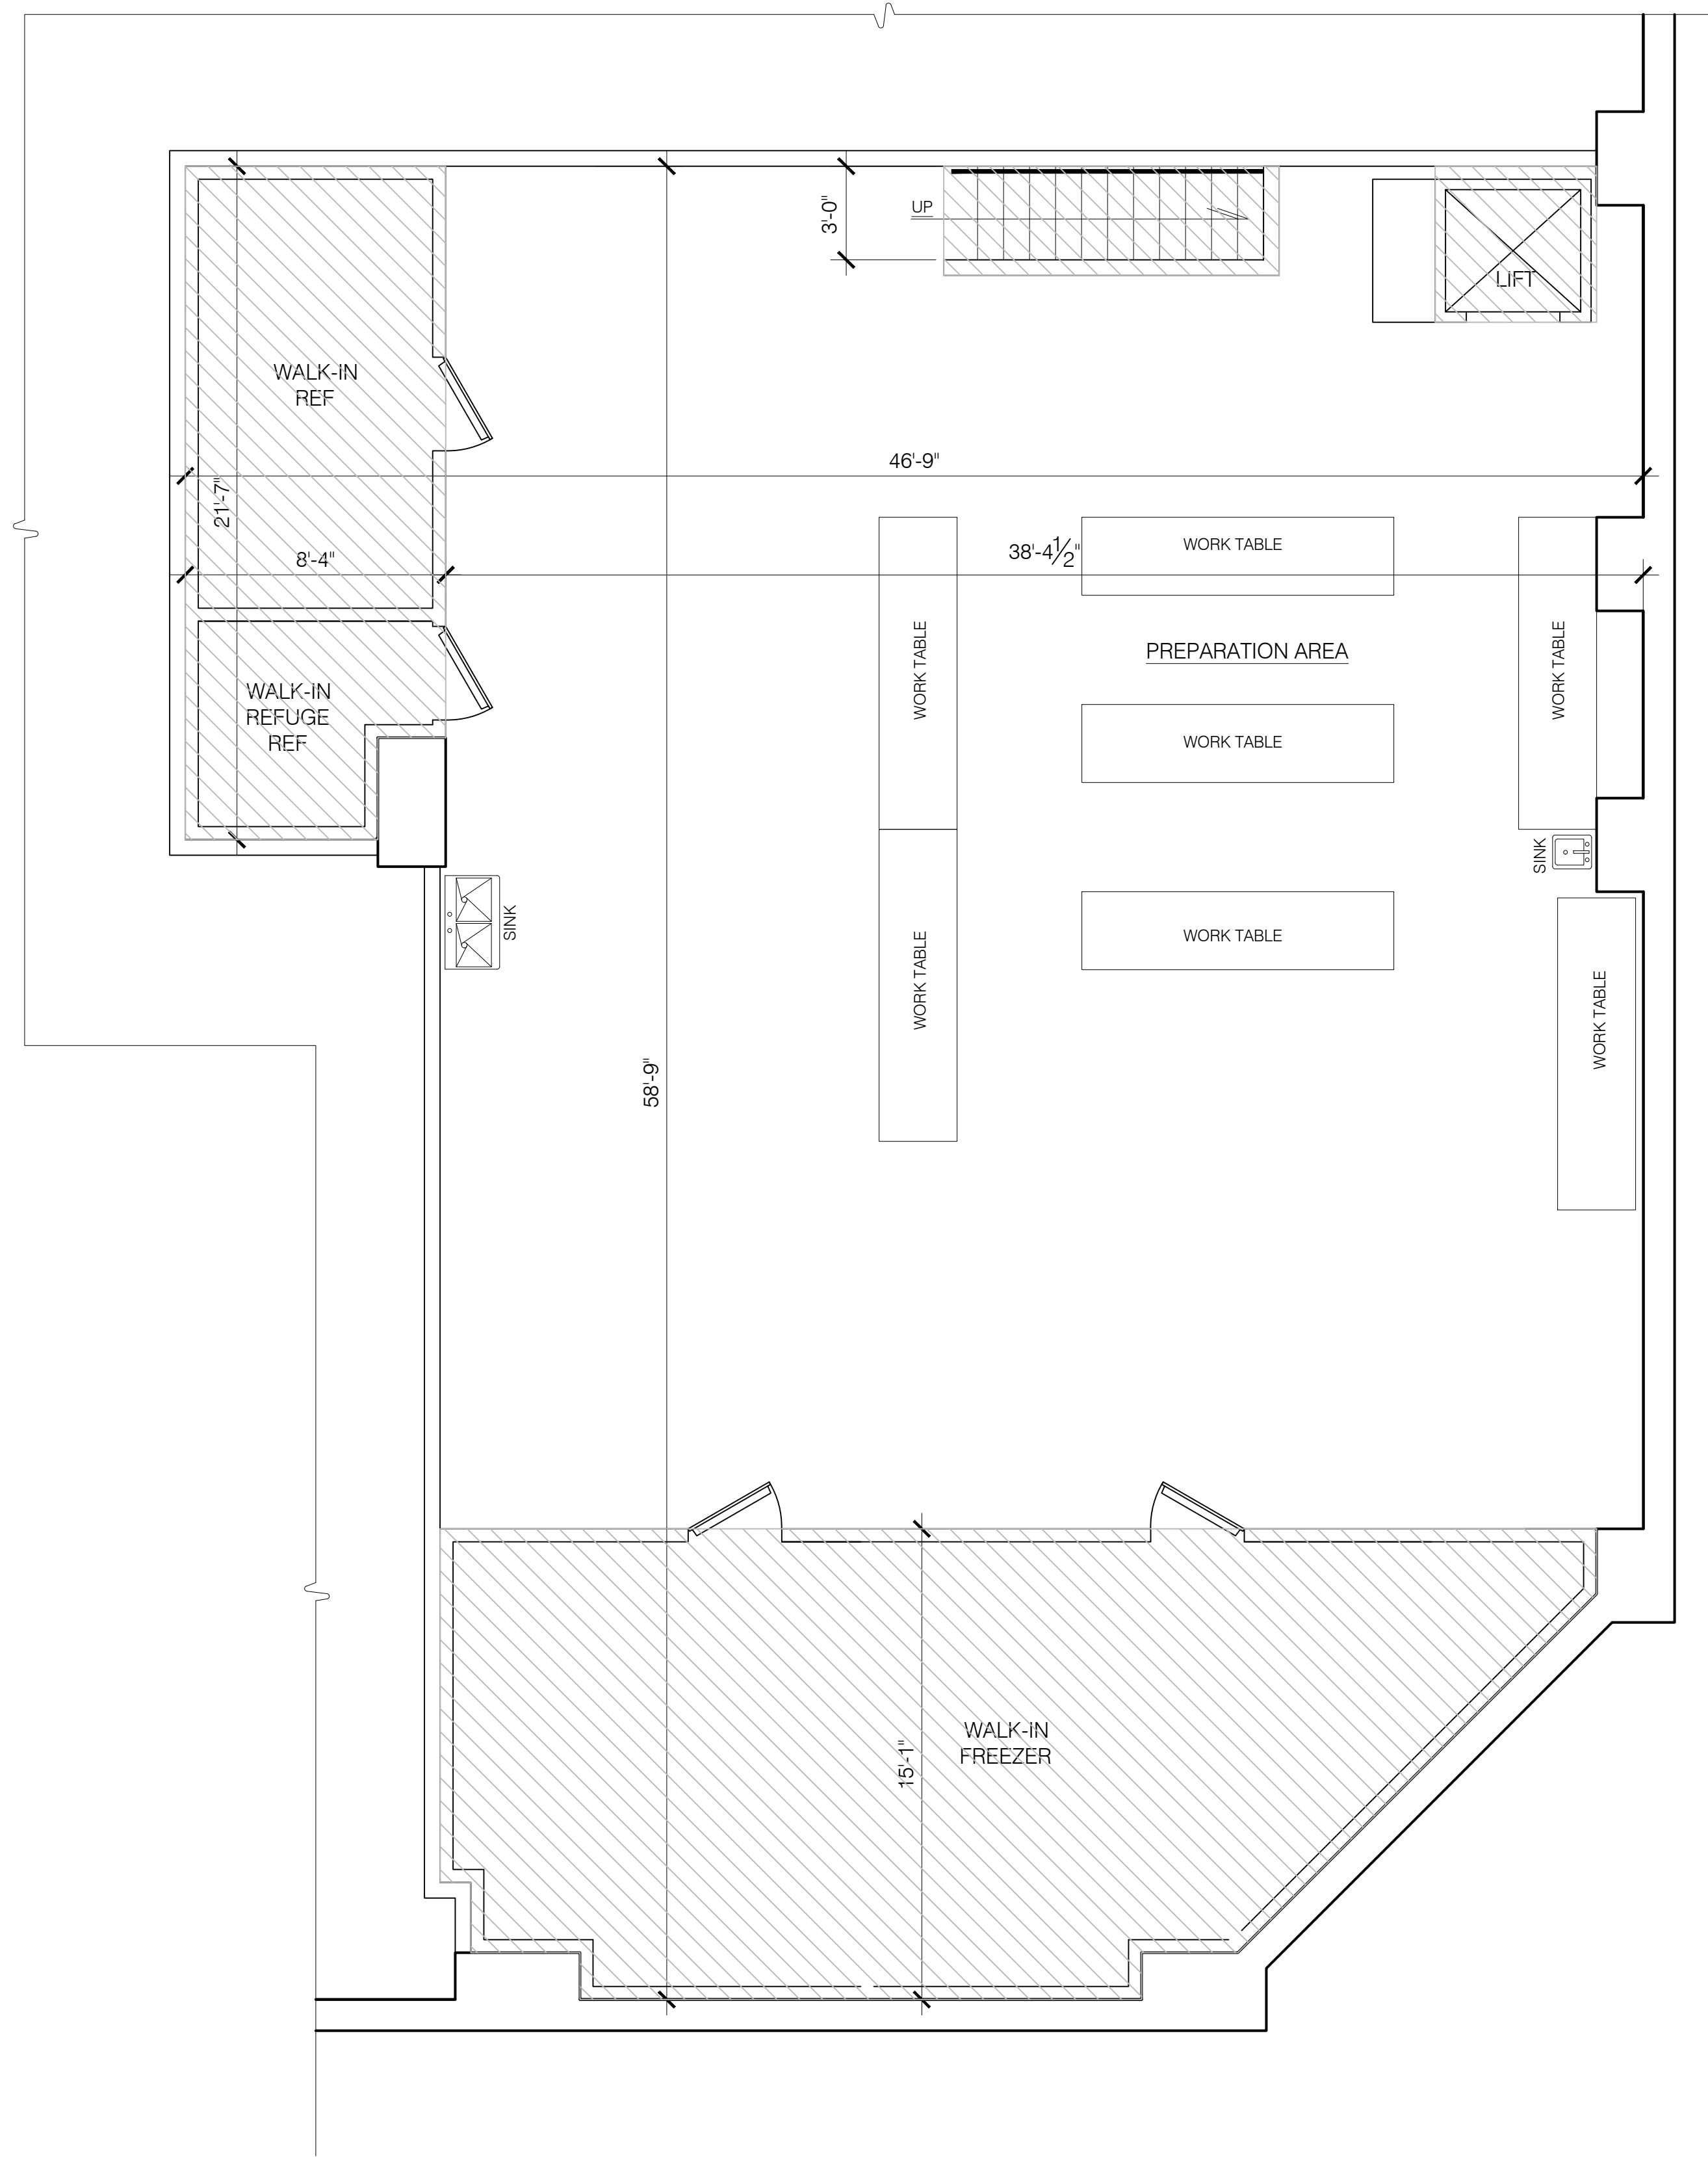 UP
3'-0"
LIFT
WALK-IN
REF
46'-9"
21'-7"
8'-4"
38'-4½"
WORK TABLE
WORK TABLE
PREPARATION AREA
WORK TABLE
WALK-IN
REFUGE
REF
WORK TABLE
SINK
SINK
WORK TABLE
WORK TABLE
WORK TABLE
58'-9"
WALK-IN
FREEZER
15'-1"